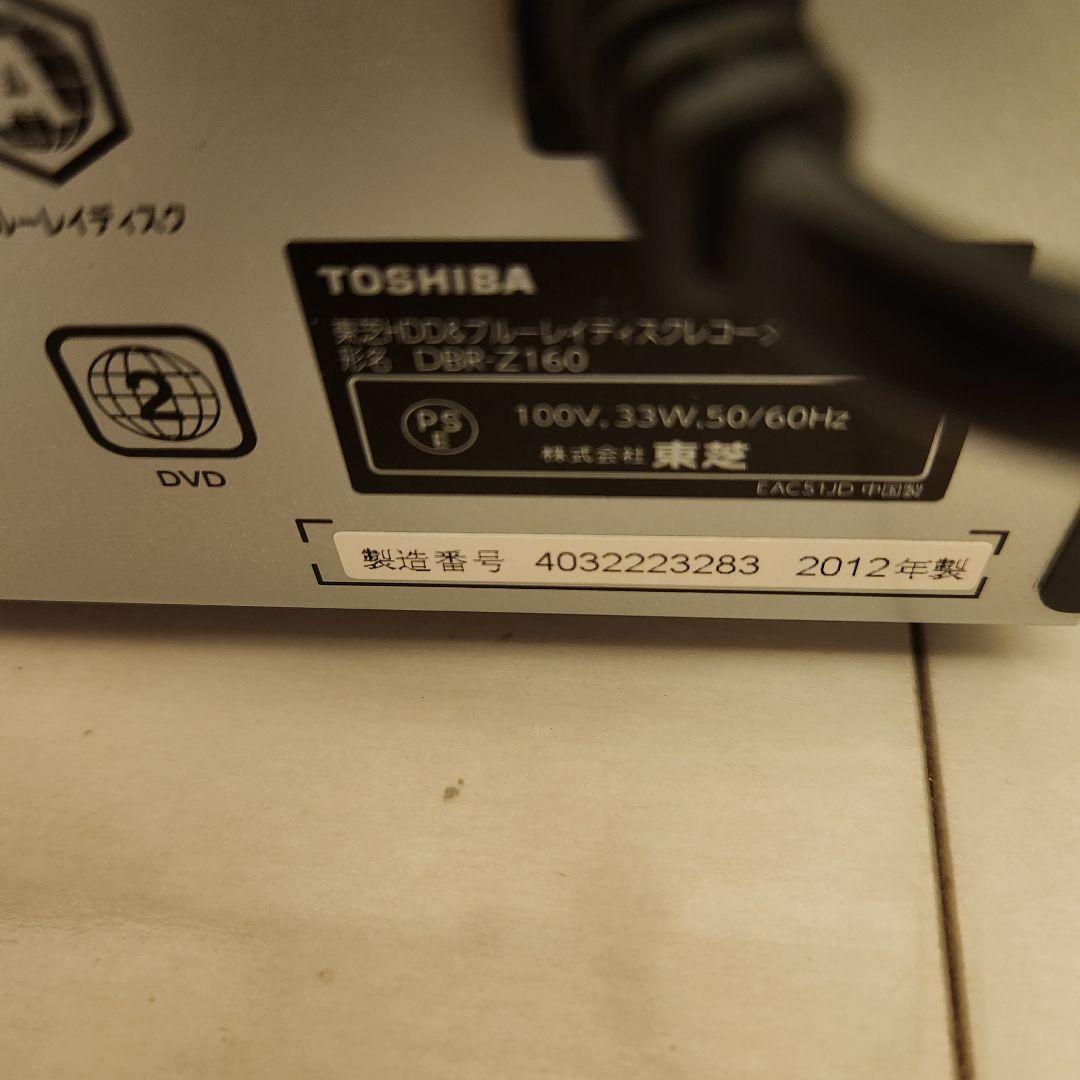 A
ルーレイディスク
TOSHIBA
東芝HDD&ブルーレイディスクレコー
形名 DBR-Z160
2
DVD
PS
E
100V, 33W, 50/60Hz
株式会社 東芝
EAC51JD 中国製
製造番号 4032223283 2012年製